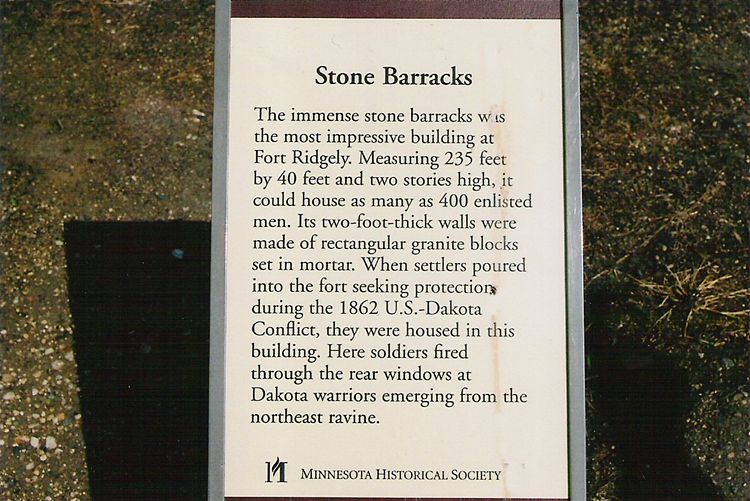 Stone Barracks
The immense stone barracks was
the most impressive building at
Fort Ridgely. Measuring 235 feet
by 40 feet and two stories high, it
could house as many as 400 enlisted
men. Its two-foot-thick walls were
made of rectangular granite blocks
set in mortar. When settlers poured
into the fort seeking protection
during the 1862 U.S.-Dakota
Conflict, they were housed in this
building. Here soldiers fired
through the rear windows at
Dakota warriors emerging from the
northeast ravine.
MINNESOTA HISTORICAL SOCIETY